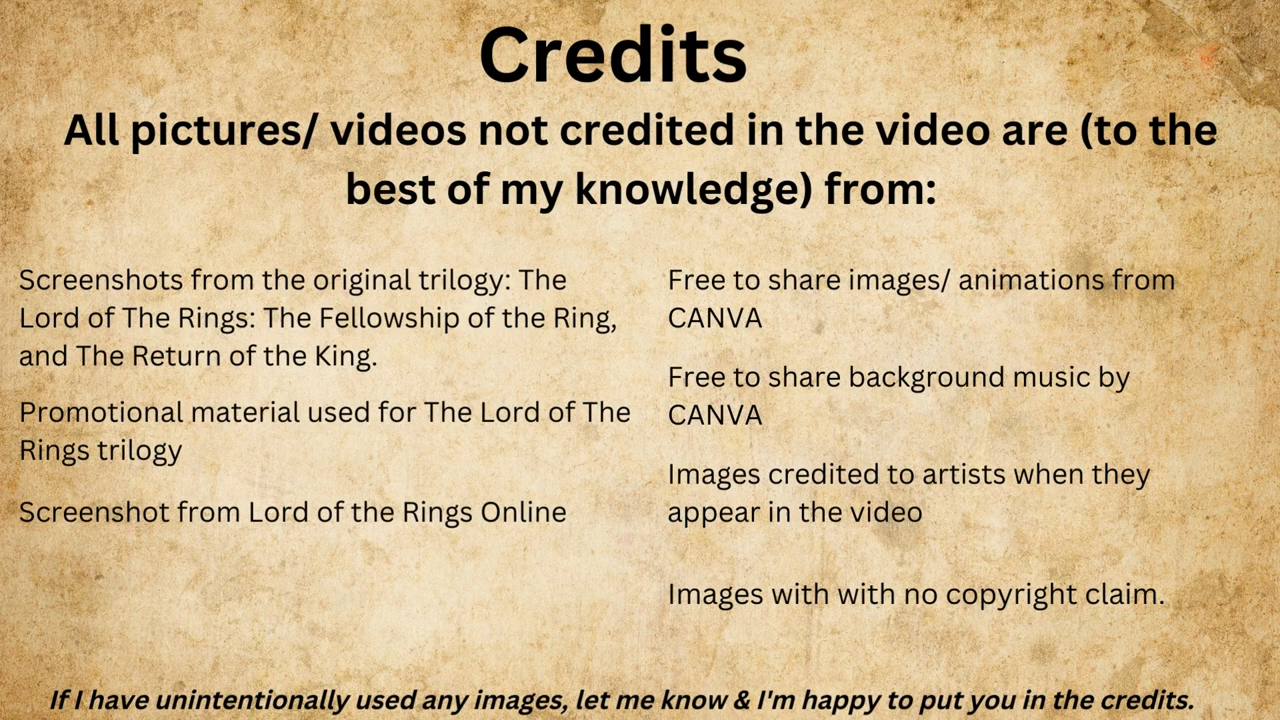 Credits
All pictures/ videos not credited in the video are (to the
best of my knowledge) from:
Screenshots from the original trilogy: The
Lord of The Rings: The Fellowship of the Ring,
and The Return of the King.
Promotional material used for The Lord of The
Rings trilogy
Screenshot from Lord of the Rings Online
Free to share images/ animations from
CANVA
Free to share background music by
CANVA
Images credited to artists when they
appear in the video
Images with with no copyright claim.
If I have unintentionally used any images, let me know & I'm happy to put you in the credits.